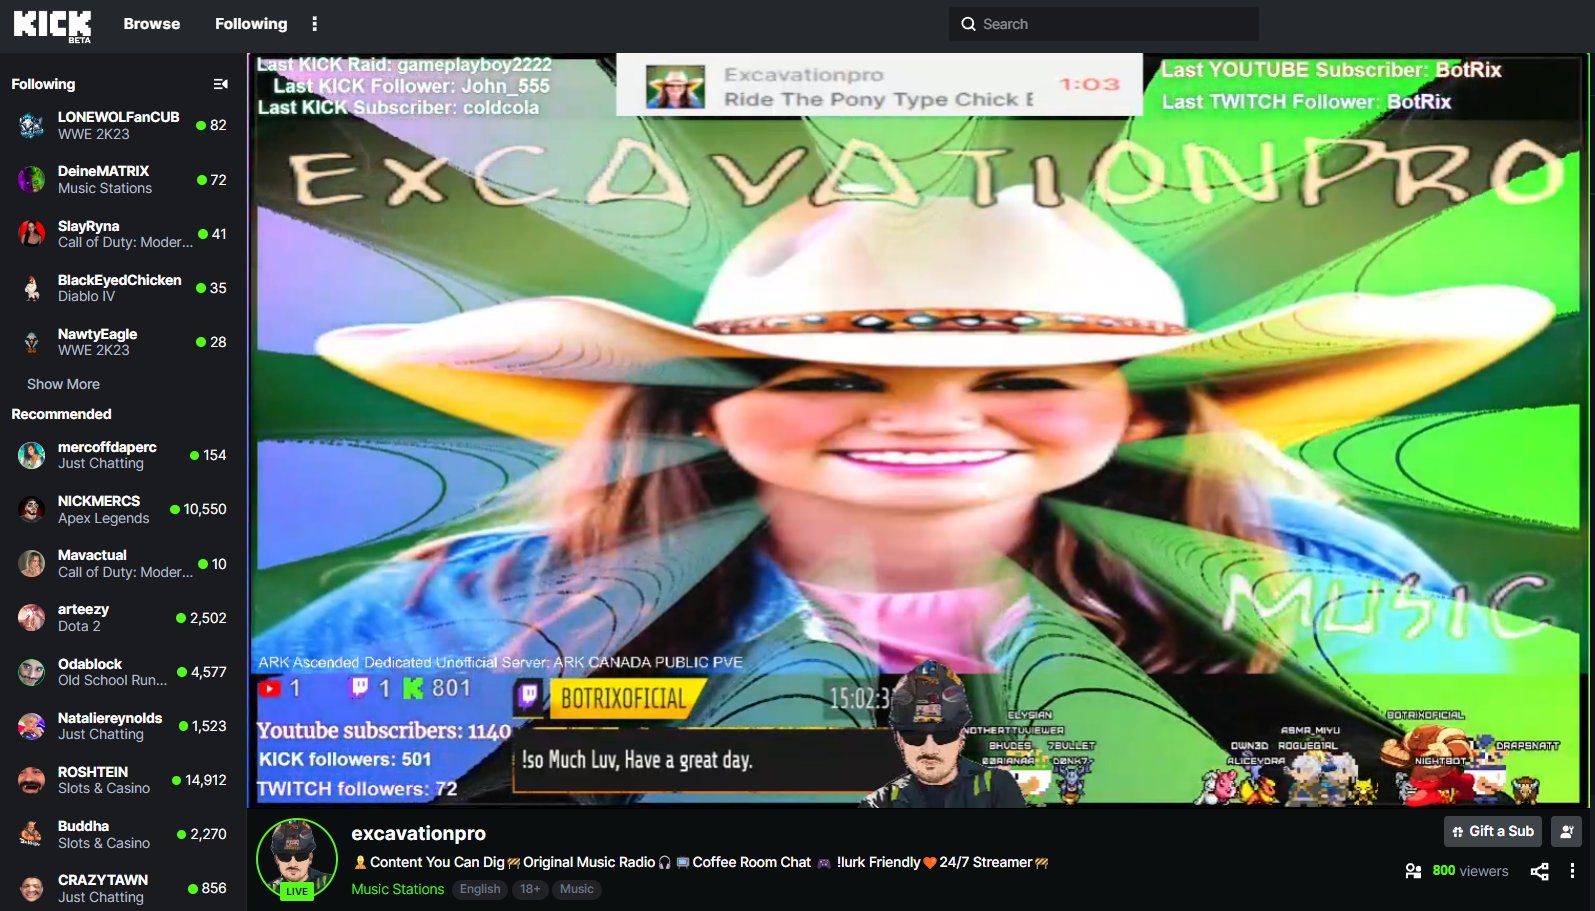 KICK
BETA
Browse
Following
Search
Following
LONEWOLFanCUB
WWE 2K23
82
DeineMATRIX
Music Stations
72
SlayRyna
Call of Duty: Moder...
41
BlackEyedChicken
Diablo IV
35
NawtyEagle
WWE 2K23
28
Show More
Recommended
mercoffdaperc
Just Chatting
154
NICKMERCS
Apex Legends
10,550
Mavactual
Call of Duty: Moder...
10
arteezy
Dota 2
2,502
Odablock
Old School Run...
4,577
Nataliereynolds
Just Chatting
1,523
ROSHTEIN
Slots & Casino
14,912
Buddha
Slots & Casino
2,270
CRAZYTAWN
Just Chatting
856
Last KICK Raid: gameplayboy2222
Last KICK Follower: John_555
Last KICK Subscriber: coldcola
Excavationpro
Ride The Pony Type Chick
1:03
Last YOUTUBE Subscriber: BotRix
Last TWITCH Follower: BotRix
EXCAVATIONPRO
MUSIC
ARK Ascended Dedicated Unofficial Server: ARK CANADA PUBLIC PVE
1 1 801
BOTRIXOFICIAL
15:02:3
Youtube subscribers: 1140
KICK followers: 501
TWITCH followers: 72
!so Much Luv, Have a great day.
ELYSIAN
NOTHERTTVVIEWER
7BULLET
BOTRIXOFICIAL
ASMR_MIYU
OWN3D ROGUEG1RL
ALICEYDRA
DRAPSNATT
NIGHTBOT
LIVE
excavationpro
Content You Can Dig🚧Original Music Radio🎧 Coffee Room Chat 🎮 !lurk Friendly🧡24/7 Streamer🚧
Music Stations English 18+ Music
Gift a Sub
800 viewers